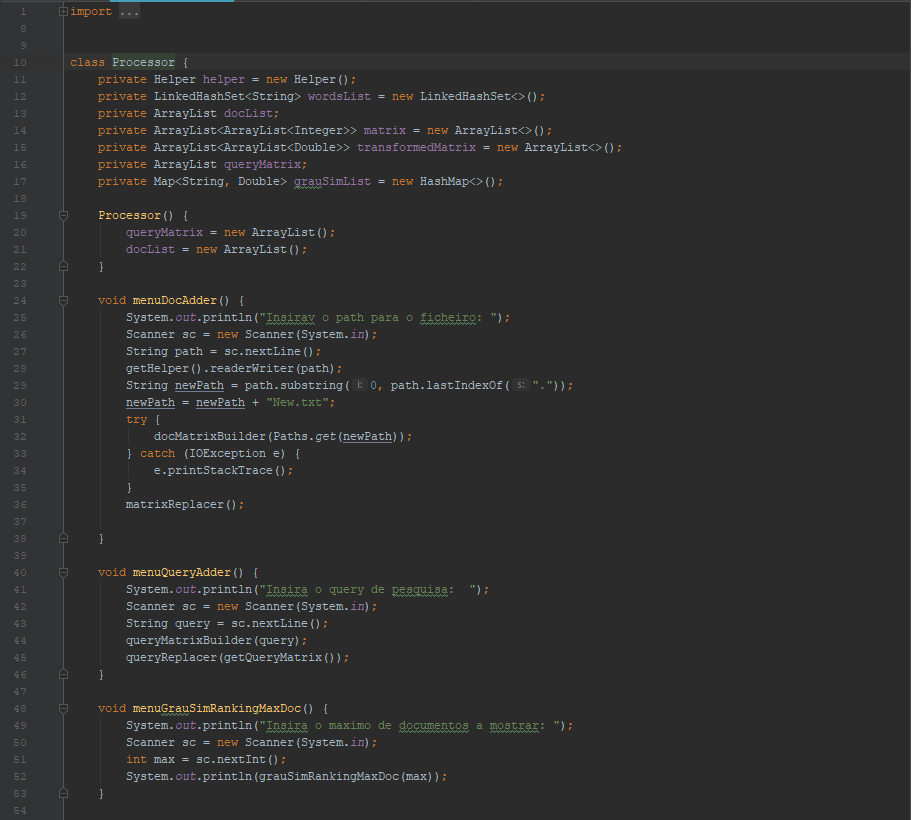 1 import ...
8
9
10 class Processor {
11 private Helper helper = new Helper();
12 private LinkedHashSet<String> wordsList = new LinkedHashSet<>();
13 private ArrayList docList;
14 private ArrayList<ArrayList<Integer>> matrix = new ArrayList<>();
15 private ArrayList<ArrayList<Double>> transformedMatrix = new ArrayList<>();
16 private ArrayList queryMatrix;
17 private Map<String, Double> grauSimList = new HashMap<>();
18
19 Processor() {
20 queryMatrix = new ArrayList();
21 docList = new ArrayList();
22 }
23
24 void menuDocAdder() {
25 System.out.println("Insirav o path para o ficheiro: ");
26 Scanner sc = new Scanner(System.in);
27 String path = sc.nextLine();
28 getHelper().readerWriter(path);
29 String newPath = path.substring( i: 0, path.lastIndexOf( s: "."));
30 newPath = newPath + "New.txt";
31 try {
32 docMatrixBuilder(Paths.get(newPath));
33 } catch (IOException e) {
34 e.printStackTrace();
35 }
36 matrixReplacer();
37
38 }
39
40 void menuQueryAdder() {
41 System.out.println("Insira o query de pesquisa:  ");
42 Scanner sc = new Scanner(System.in);
43 String query = sc.nextLine();
44 queryMatrixBuilder(query);
45 queryReplacer(getQueryMatrix());
46 }
47
48 void menuGrauSimRankingMaxDoc() {
49 System.out.println("Insira o maximo de documentos a mostrar: ");
50 Scanner sc = new Scanner(System.in);
51 int max = sc.nextInt();
52 System.out.println(grauSimRankingMaxDoc(max));
53 }
54